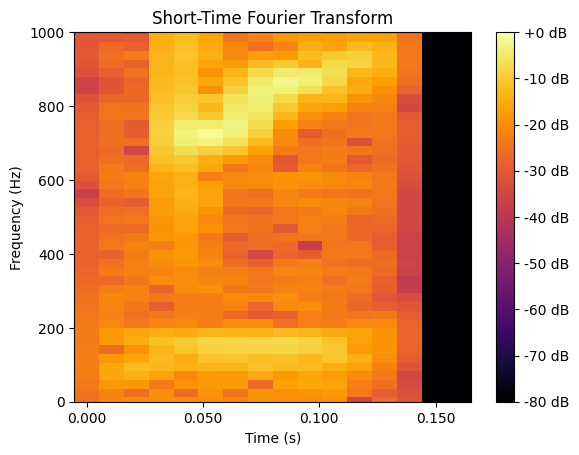 Short-Time Fourier Transform
Frequency (Hz)
1000
800
600
400
200
0
0.000 0.050 0.100 0.150
Time (s)
+0 dB
-10 dB
-20 dB
-30 dB
-40 dB
-50 dB
-60 dB
-70 dB
-80 dB